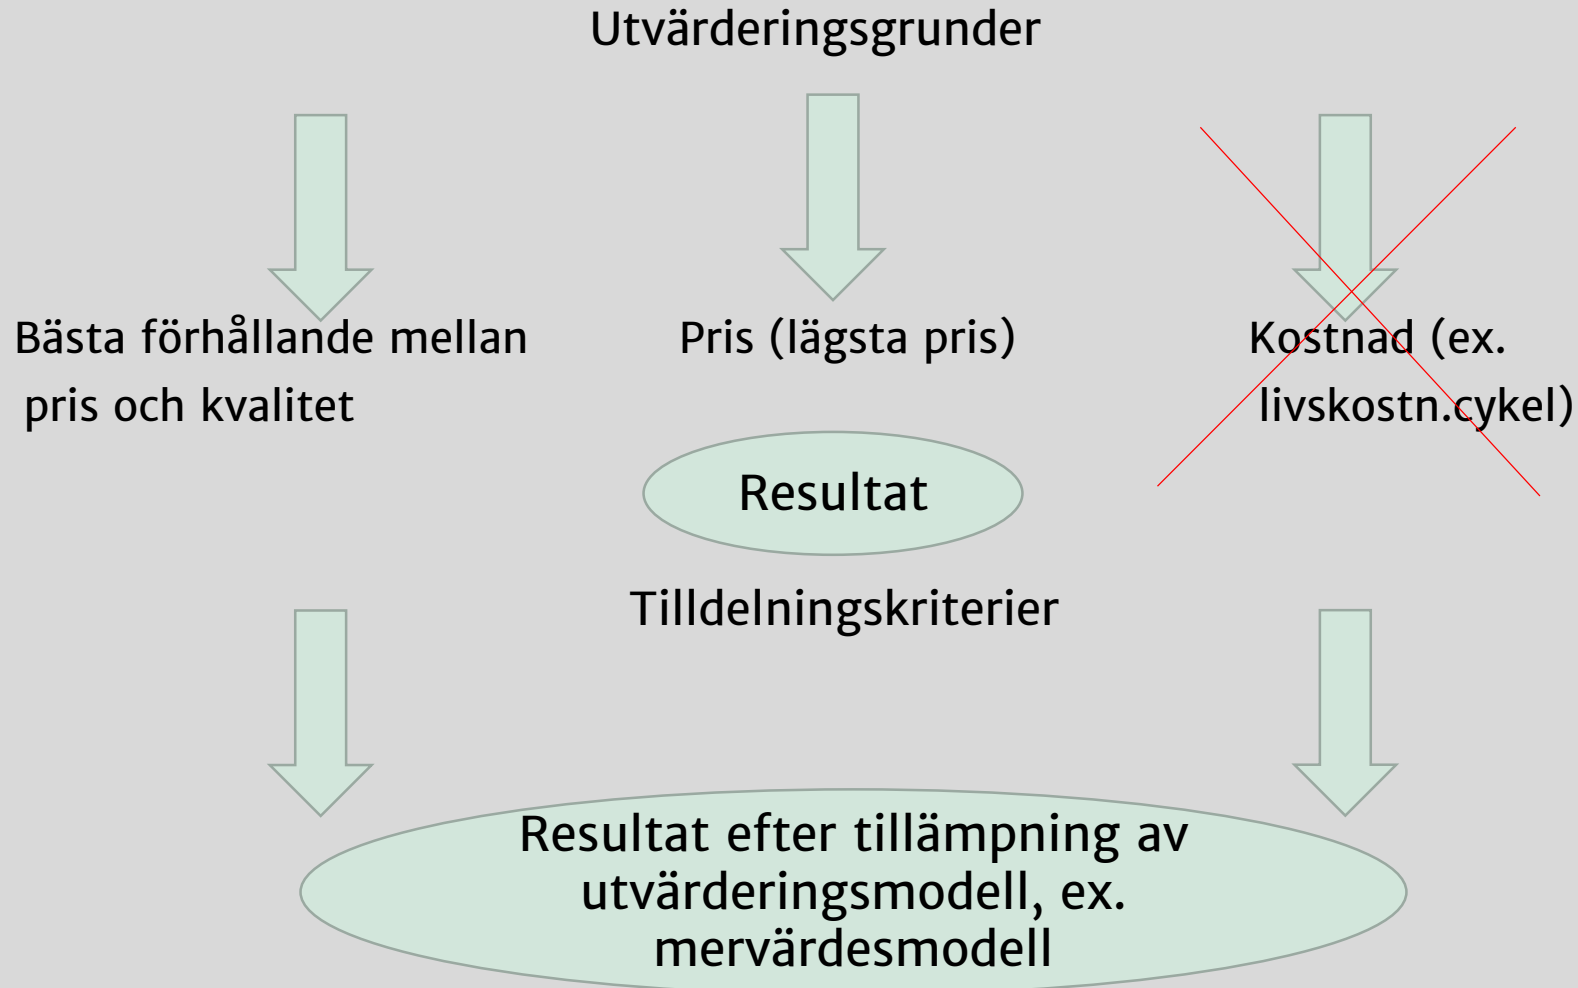 Utvärderingsgrunder
Bästa förhållande mellan
pris och kvalitet
Pris (lägsta pris)
Kostnad (ex.
livskostn.cykel)
Resultat
Tilldelningskriterier
Resultat efter tillämpning av
utvärderingsmodell, ex.
mervärdesmodell